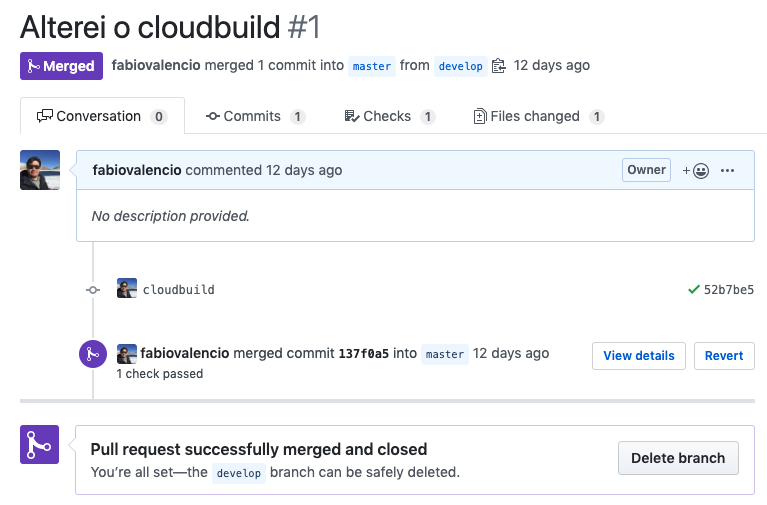 Alterei o cloudbuild #1
Merged fabiovalencio merged 1 commit into master from develop 12 days ago
Conversation 0 Commits 1 Checks 1 Files changed 1
fabiovalencio commented 12 days ago Owner + ...
No description provided.
cloudbuild 52b7be5
fabiovalencio merged commit 137f0a5 into master 12 days ago View details Revert
1 check passed
Pull request successfully merged and closed
You’re all set—the develop branch can be safely deleted. Delete branch